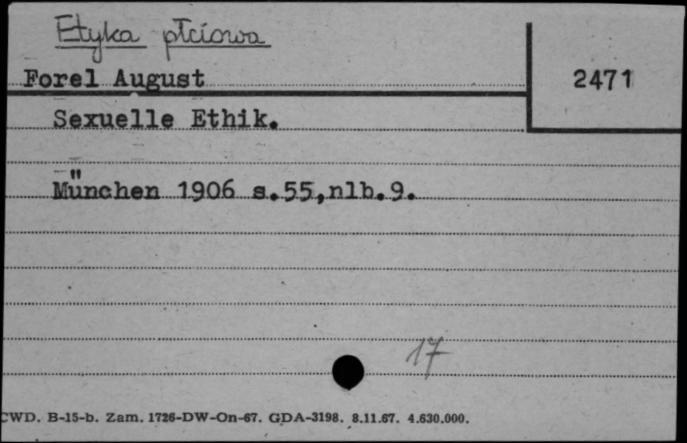 Etyka płciowa
Forel August
2471
Sexuelle Ethik.
München 1906 s.55,nlb.9.
17
CWD. B-15-b. Zam. 1726-DW-On-67. GDA-3198. 8.11.67. 4.630.000.